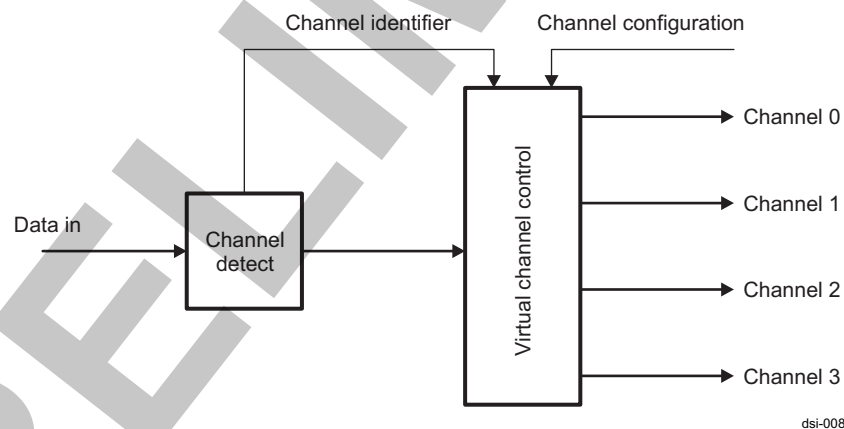 Channel identifier
Channel configuration
Channel 0
Virtual channel control
Channel 1
Data in
Channel
detect
Channel 2
Channel 3
dsi-008